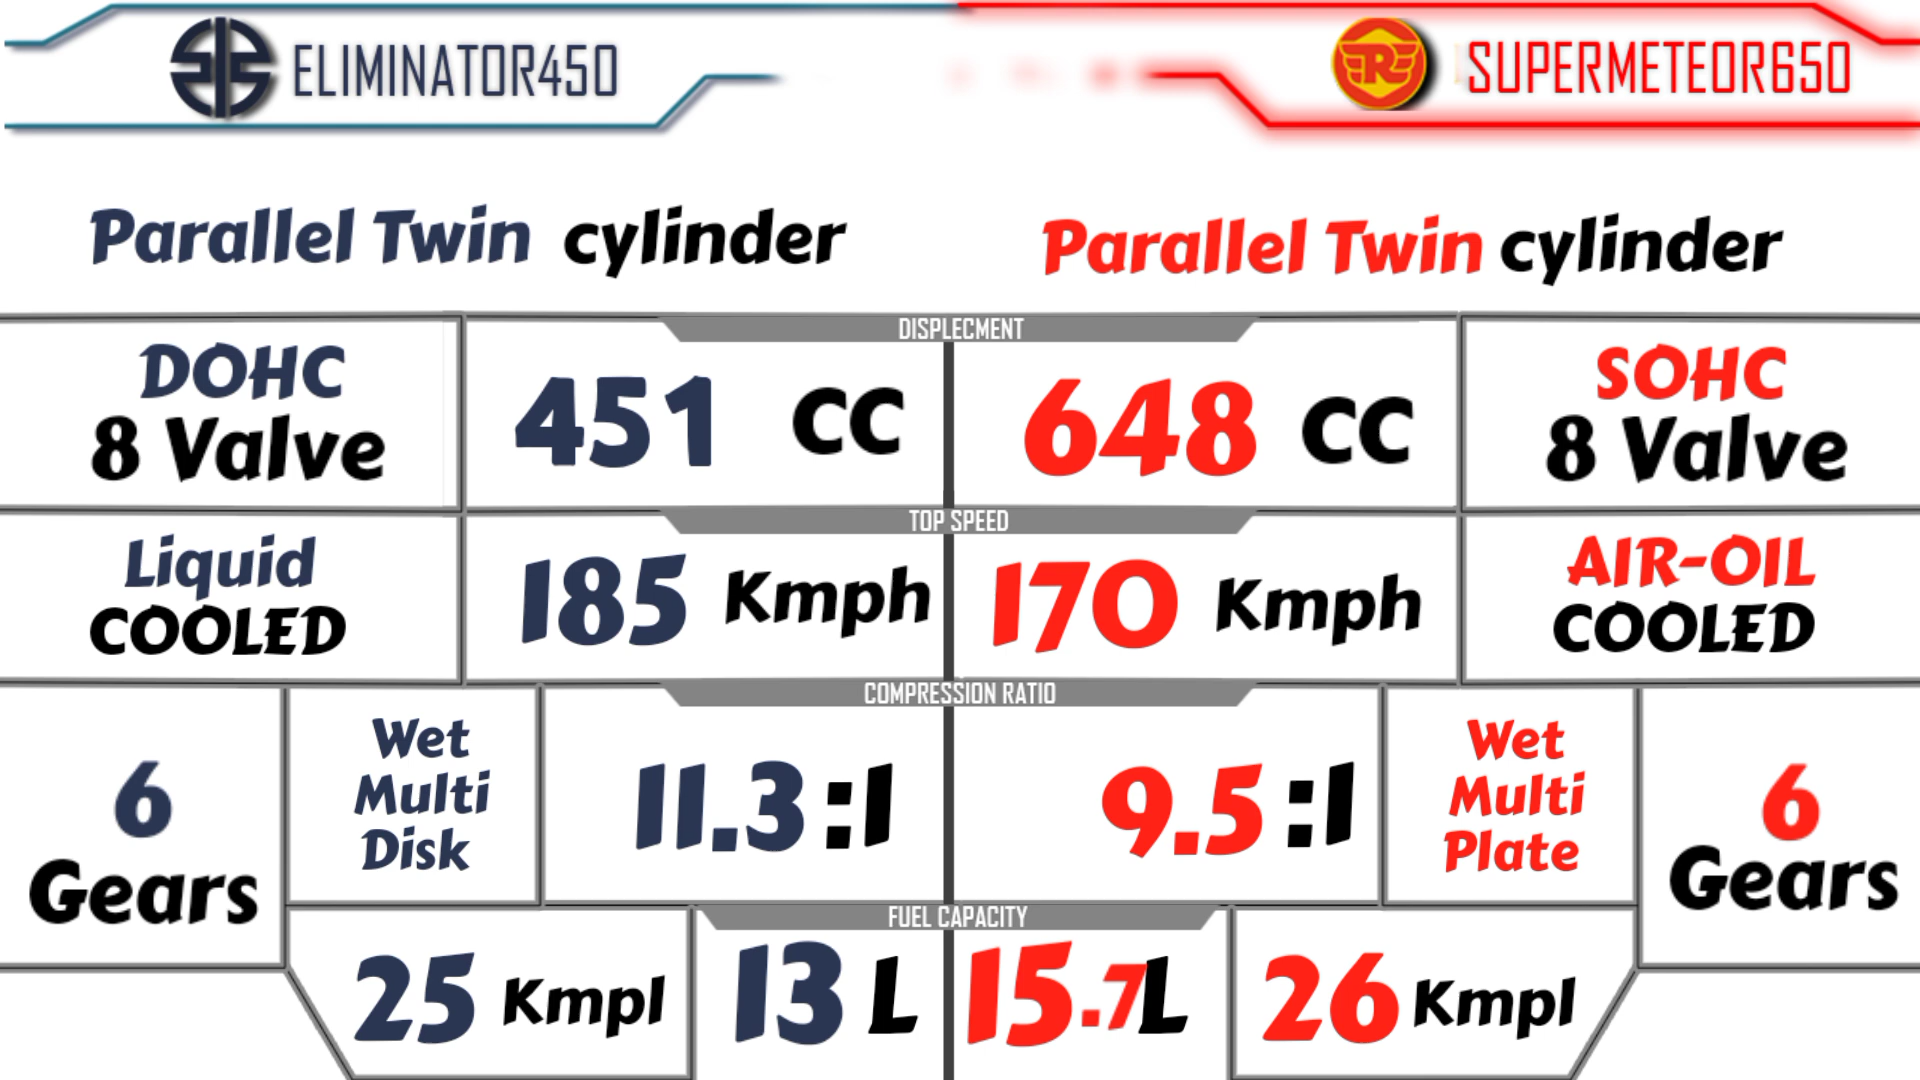 ELIMINATOR450
SUPERMETEOR650
Parallel Twin cylinder
Parallel Twin cylinder
DISPLECMENT
DOHC
8 Valve
451 CC
648 CC
SOHC
8 Valve
TOP SPEED
Liquid
COOLED
185 Kmph
170 Kmph
AIR-OIL
COOLED
COMPRESSION RATIO
6
Gears
Wet
Multi
Disk
11.3:1
9.5:1
Wet
Multi
Plate
6
Gears
FUEL CAPACITY
25 Kmpl
13 L
15.7L
26 Kmpl